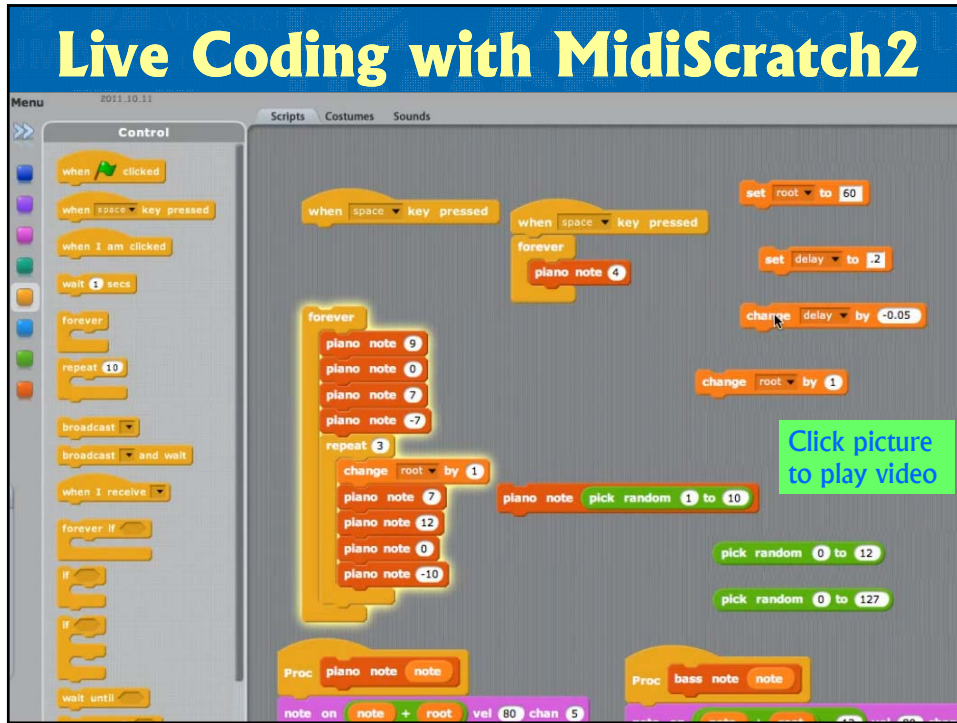 Live Coding with MidiScratch2
Menu
2011.10.11
Scripts Costumes Sounds
Control
when clicked
when space key pressed
when I am clicked
wait 1 secs
forever
repeat 10
broadcast
broadcast and wait
when I receive
forever if
if
if
wait until
when space key pressed
when space key pressed
forever
piano note 4
set root to 60
set delay to .2
change delay by -0.05
change root by 1
forever
piano note 9
piano note 0
piano note 7
piano note -7
repeat 3
change root by 1
piano note 7
piano note 12
piano note 0
piano note -10
piano note pick random 1 to 10
Click picture
to play video
pick random 0 to 12
pick random 0 to 127
Proc piano note note
note on note + root vel 80 chan 5
Proc bass note note